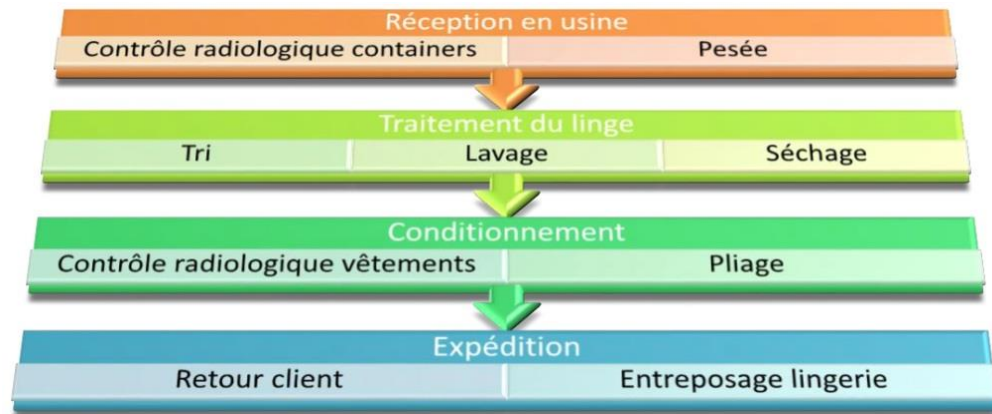 Réception en usine
Contrôle radiologique containers Pesée
Traitement du linge
Tri Lavage Séchage
Conditionnement
Contrôle radiologique vêtements Pliage
Expédition
Retour client Entreposage lingerie